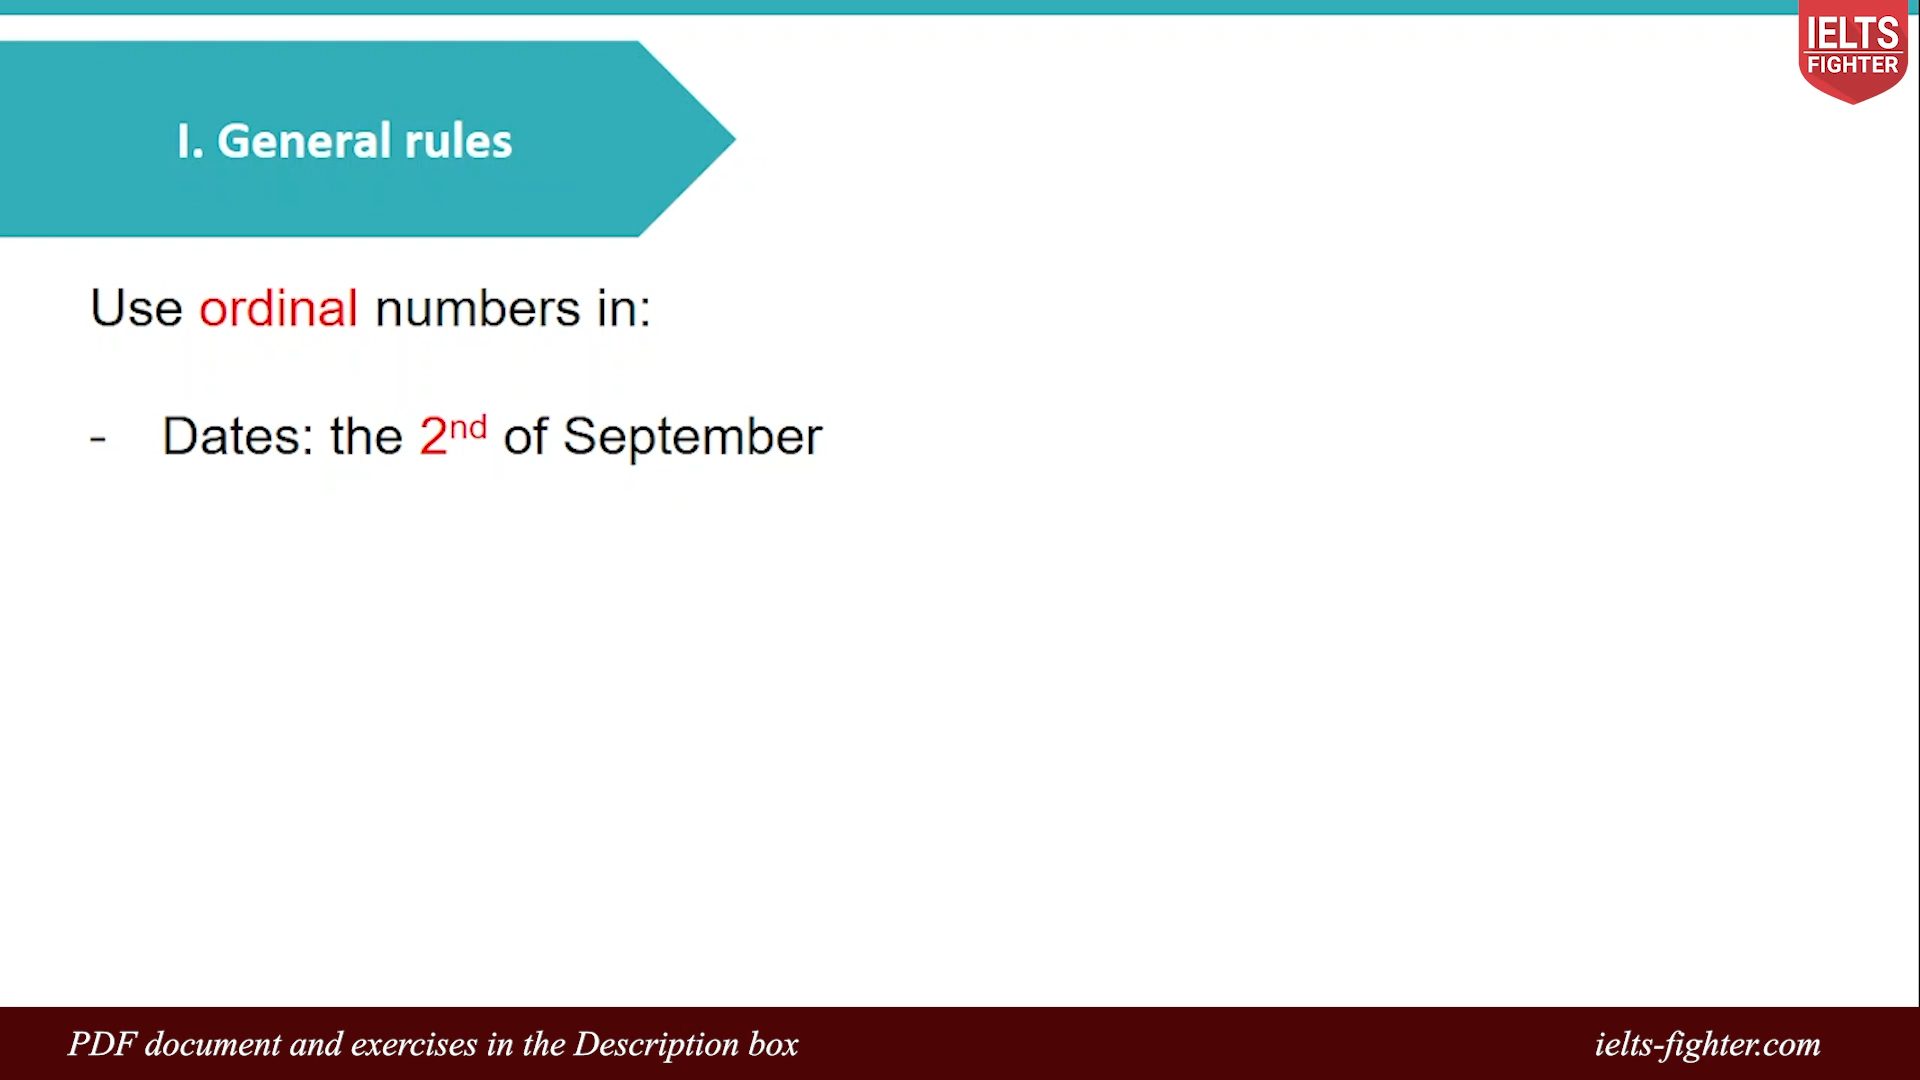 IELTS
FIGHTER
I. General rules
Use ordinal numbers in:
- Dates: the 2nd of September
PDF document and exercises in the Description box
ielts-fighter.com